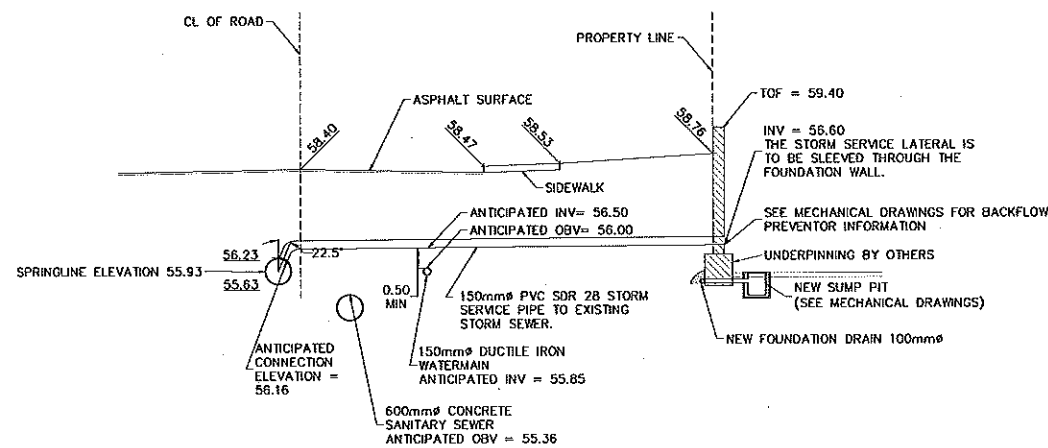 CL OF ROAD
PROPERTY LINE
ASPHALT SURFACE
TOF = 59.40
58.40
58.47
58.53
58.76
INV = 56.60
THE STORM SERVICE LATERAL IS
TO BE SLEEVED THROUGH THE
FOUNDATION WALL.
SIDEWALK
ANTICIPATED INV= 56.50
ANTICIPATED OBV= 56.00
SEE MECHANICAL DRAWINGS FOR BACKFLOW
PREVENTOR INFORMATION
56.23
22.5°
SPRINGLINE ELEVATION 55.93
55.63
UNDERPINNING BY OTHERS
0.50
MIN
150mmø PVC SDR 28 STORM
SERVICE PIPE TO EXISTING
STORM SEWER.
NEW SUMP PIT
(SEE MECHANICAL DRAWINGS)
NEW FOUNDATION DRAIN 100mmø
ANTICIPATED
CONNECTION
ELEVATION =
56.16
150mmø DUCTILE IRON
WATERMAIN
ANTICIPATED INV = 55.85
600mmø CONCRETE
SANITARY SEWER
ANTICIPATED OBV = 55.36